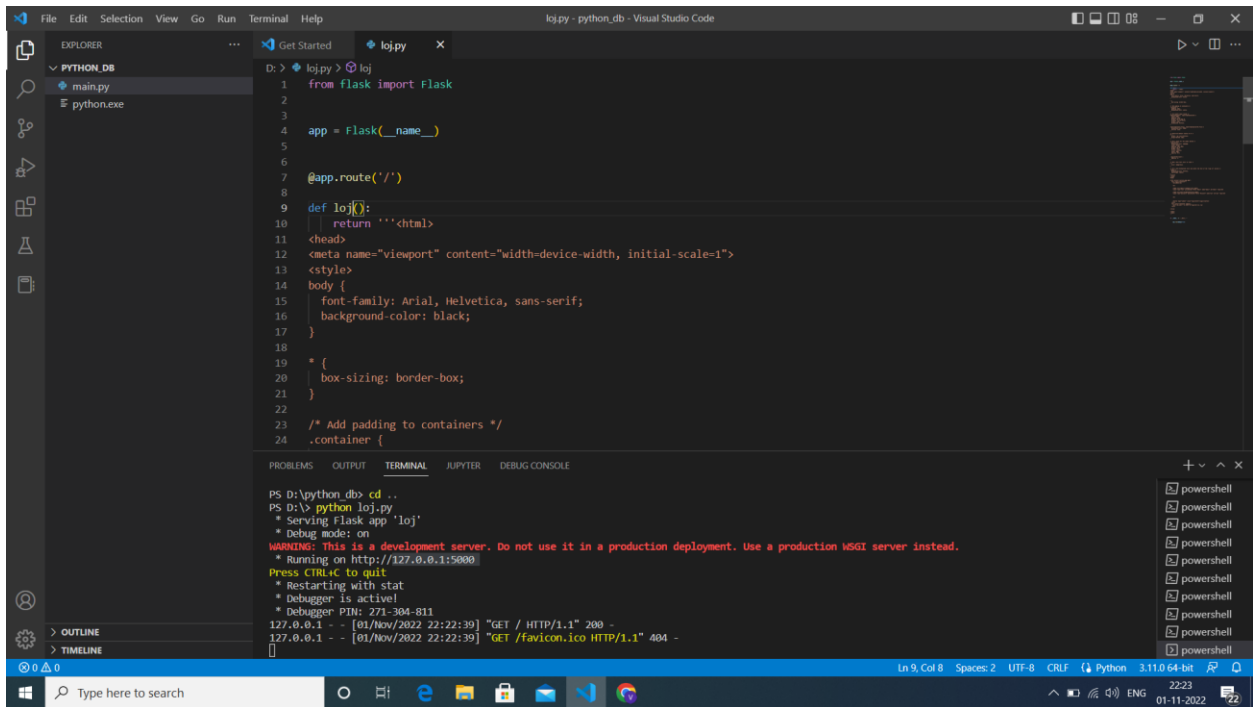 File Edit Selection View Go Run Terminal Help
loj.py - python_db - Visual Studio Code
EXPLORER
Get Started
loj.py
PYTHON_DB
main.py
python.exe
D: > loj.py > loj
1 from flask import Flask
2
3
4 app = Flask(__name__)
5
6
7 @app.route('/')
8
9 def loj():
10 return '''<html>
11 <head>
12 <meta name="viewport" content="width=device-width, initial-scale=1">
13 <style>
14 body {
15 font-family: Arial, Helvetica, sans-serif;
16 background-color: black;
17 }
18
19 * {
20 box-sizing: border-box;
21 }
22
23 /* Add padding to containers */
24 .container {
PROBLEMS OUTPUT TERMINAL JUPYTER DEBUG CONSOLE
PS D:\python_db> cd ..
PS D:\> python loj.py
* Serving Flask app 'loj'
* Debug mode: on
WARNING: This is a development server. Do not use it in a production deployment. Use a production WSGI server instead.
* Running on http://127.0.0.1:5000
Press CTRL+C to quit
* Restarting with stat
* Debugger is active!
* Debugger PIN: 271-304-811
127.0.0.1 - - [01/Nov/2022 22:22:39] "GET / HTTP/1.1" 200 -
127.0.0.1 - - [01/Nov/2022 22:22:39] "GET /favicon.ico HTTP/1.1" 404 -
powershell
powershell
powershell
powershell
powershell
powershell
powershell
powershell
powershell
powershell
OUTLINE
TIMELINE
0 0
Ln 9, Col 8 Spaces: 2 UTF-8 CRLF Python 3.11.0 64-bit
Type here to search
ENG
22:23
01-11-2022
22